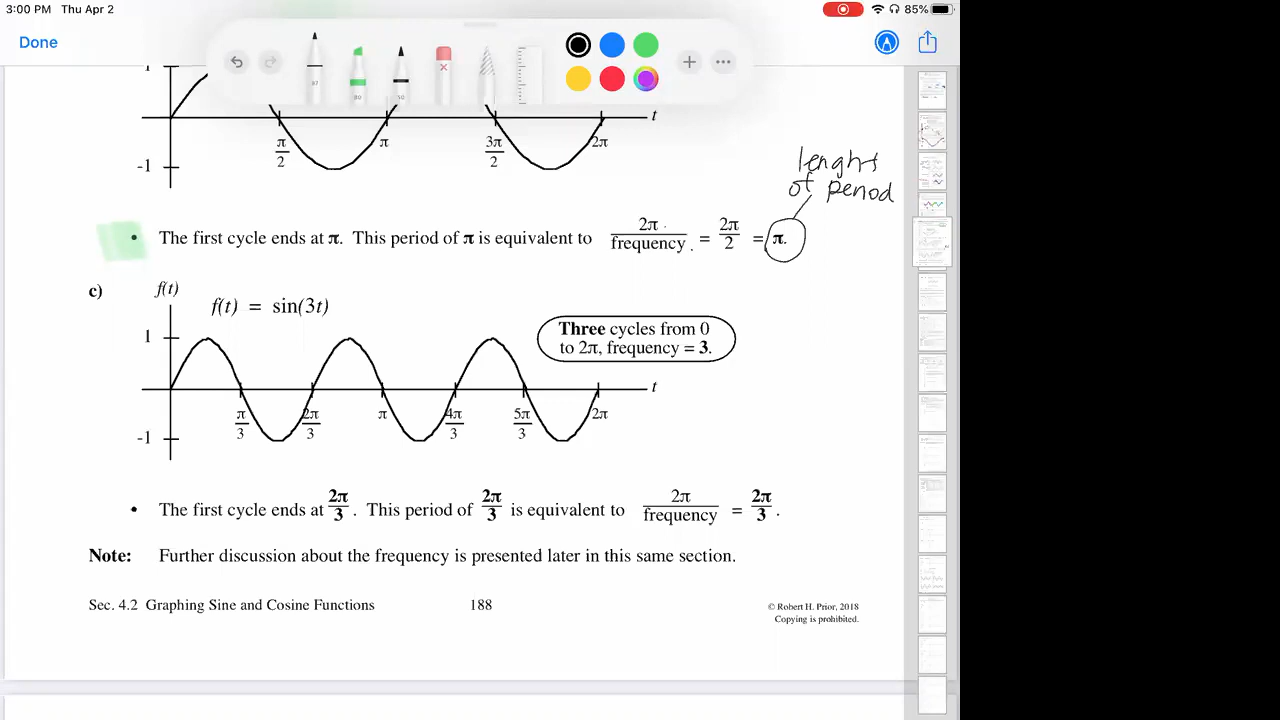 3:00 PM Thu Apr 2
85%
Done
97
80
50
1
t
π/2
π
3π/2
2π
-1
lenghs
of period
• The first cycle ends at π. This period of π is equivalent to 2π/frequency = 2π/2 = π.
c)
f(t)
f(t) = sin(3t)
1
Three cycles from 0
to 2π, frequency = 3.
t
π/3
2π/3
π
4π/3
5π/3
2π
-1
• The first cycle ends at 2π/3. This period of 2π/3 is equivalent to 2π/frequency = 2π/3.
Note: Further discussion about the frequency is presented later in this same section.
Sec. 4.2 Graphing Sine and Cosine Functions 188
© Robert H. Prior, 2018
Copying is prohibited.